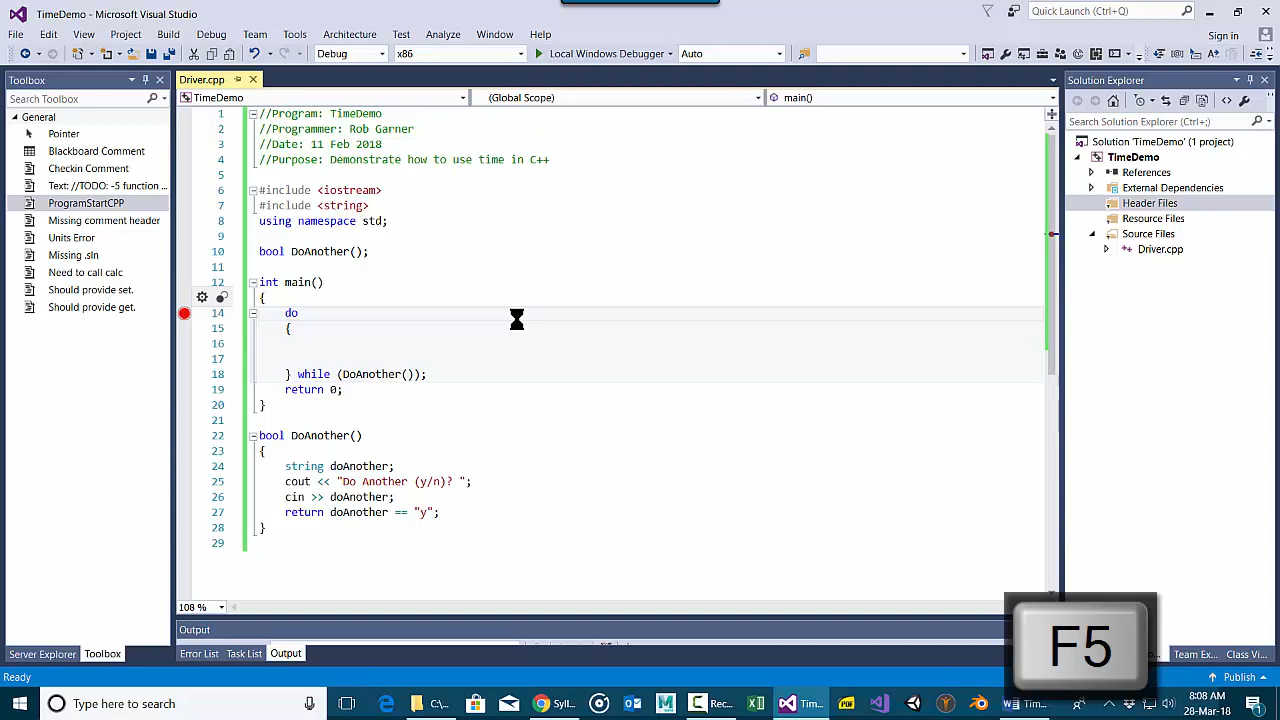 TimeDemo - Microsoft Visual Studio
Quick Launch (Ctrl+Q)
File Edit View Project Build Debug Team Tools Architecture Test Analyze Window Help
Sign in
Debug x86 Local Windows Debugger Auto
Toolbox
Search Toolbox
General
Pointer
Blackboard Comment
Checkin Comment
Text: //TODO: -5 function ...
ProgramStartCPP
Missing comment header
Units Error
Missing .sln
Need to call calc
Should provide set.
Should provide get.
Server Explorer Toolbox
Driver.cpp
TimeDemo (Global Scope) main()
1 //Program: TimeDemo
2 //Programmer: Rob Garner
3 //Date: 11 Feb 2018
4 //Purpose: Demonstrate how to use time in C++
5
6 #include <iostream>
7 #include <string>
8 using namespace std;
9
10 bool DoAnother();
11
12 int main()
{
14 do
15 {
16
17
18 } while (DoAnother());
19 return 0;
20 }
21
22 bool DoAnother()
23 {
24 string doAnother;
25 cout << "Do Another (y/n)? ";
26 cin >> doAnother;
27 return doAnother == "y";
28 }
29
108 %
Output
Error List Task List Output
Solution Explorer
Search Solution Explorer (Ctrl+;)
Solution 'TimeDemo' (1 project)
TimeDemo
References
External Dependencies
Header Files
Resource Files
Source Files
Driver.cpp
F5
Team Ex... Class Vi...
Ready
Publish
Type here to search
C:\... Syll... Rec... Tim... PDF Tim...
8:08 AM
28-Mar-18